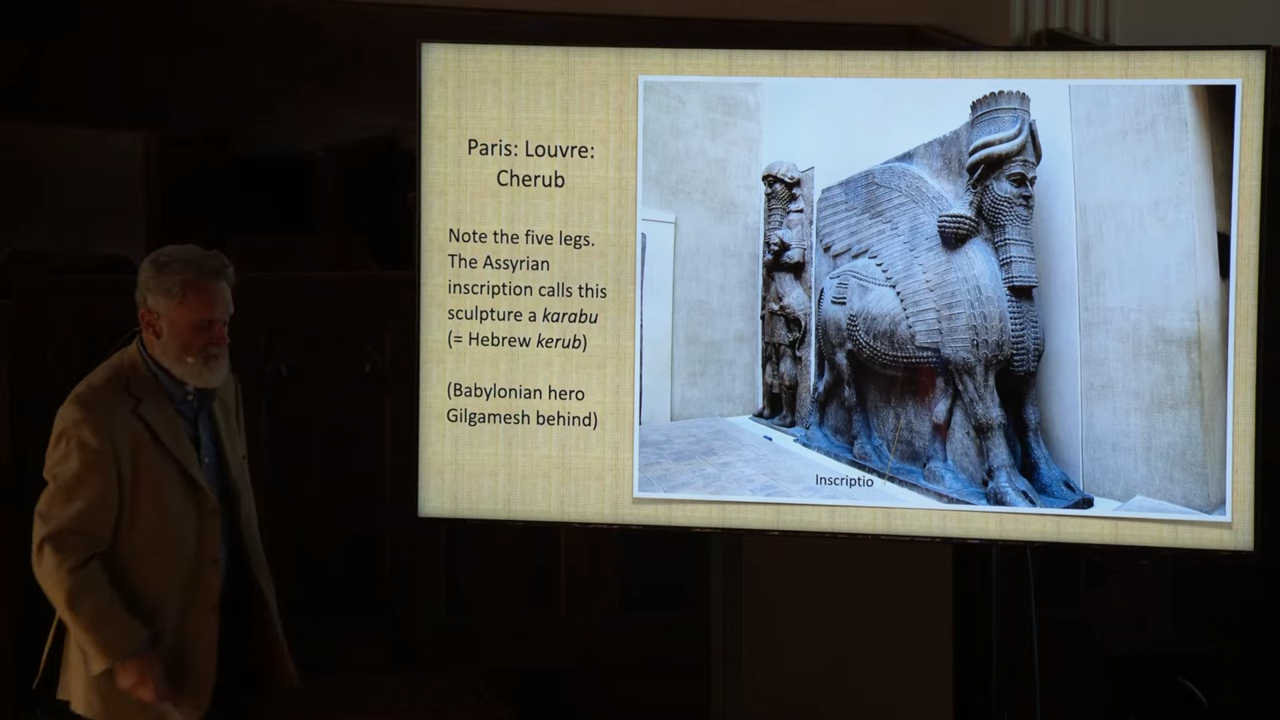 Paris: Louvre:
Cherub
Note the five legs.
The Assyrian
inscription calls this
sculpture a karabu
(= Hebrew kerub)
(Babylonian hero
Gilgamesh behind)
Inscriptio